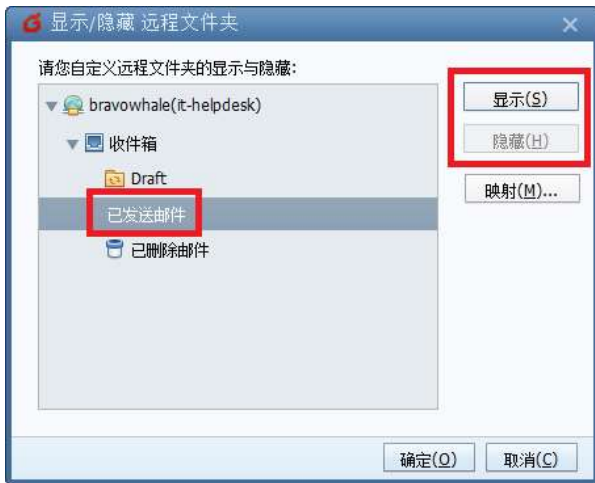 显示/隐藏 远程文件夹
请您自定义远程文件夹的显示与隐藏:
bravowhale(it-helpdesk)
收件箱
Draft
已发送邮件
已删除邮件
显示(S)
隐藏(H)
映射(M)...
确定(O)
取消(C)